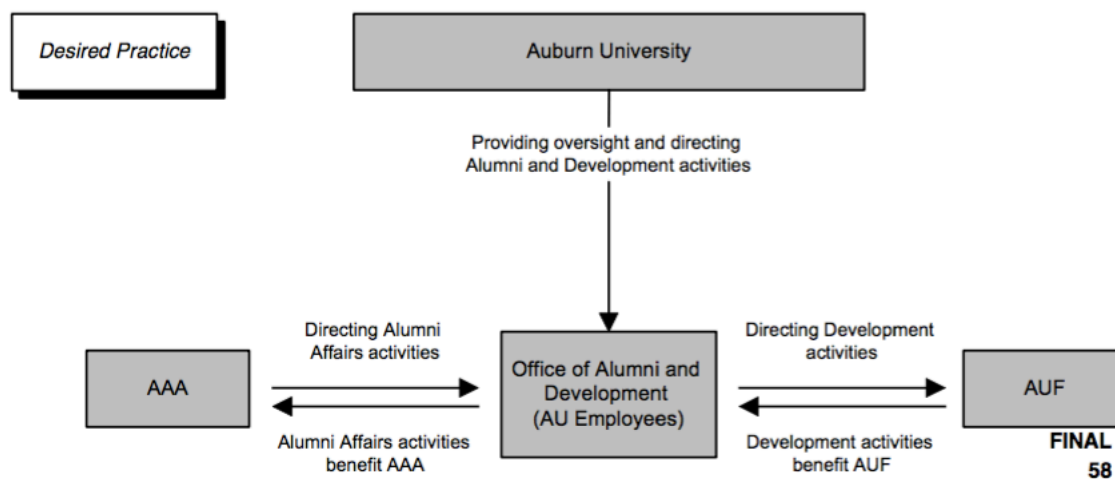 Desired Practice
Auburn University
Providing oversight and directing
Alumni and Development activities
Directing Alumni
Affairs activities
Directing Development
activities
AAA
Office of Alumni and
Development
(AU Employees)
AUF
Alumni Affairs activities
benefit AAA
Development activities
benefit AUF
FINAL
58